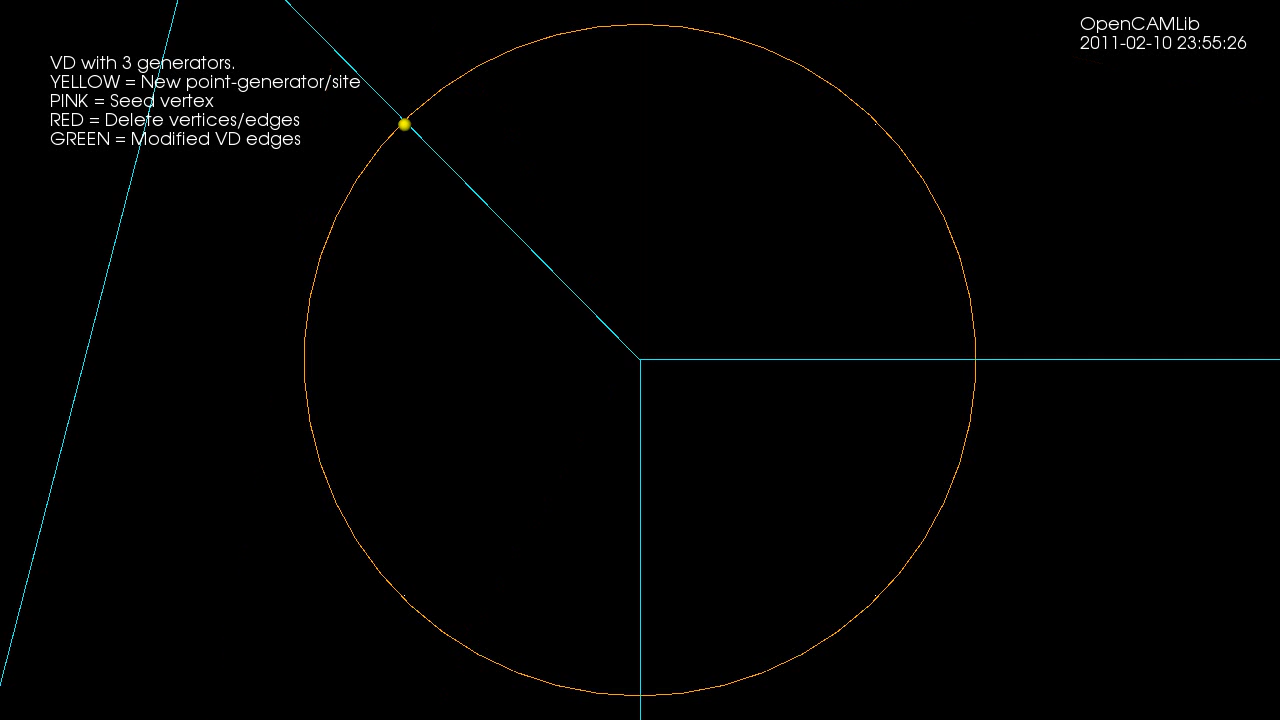 VD with 3 generators.
YELLOW = New point-generator/site
PINK = Seed vertex
RED = Delete vertices/edges
GREEN = Modified VD edges
OpenCAMLib
2011-02-10 23:55:26